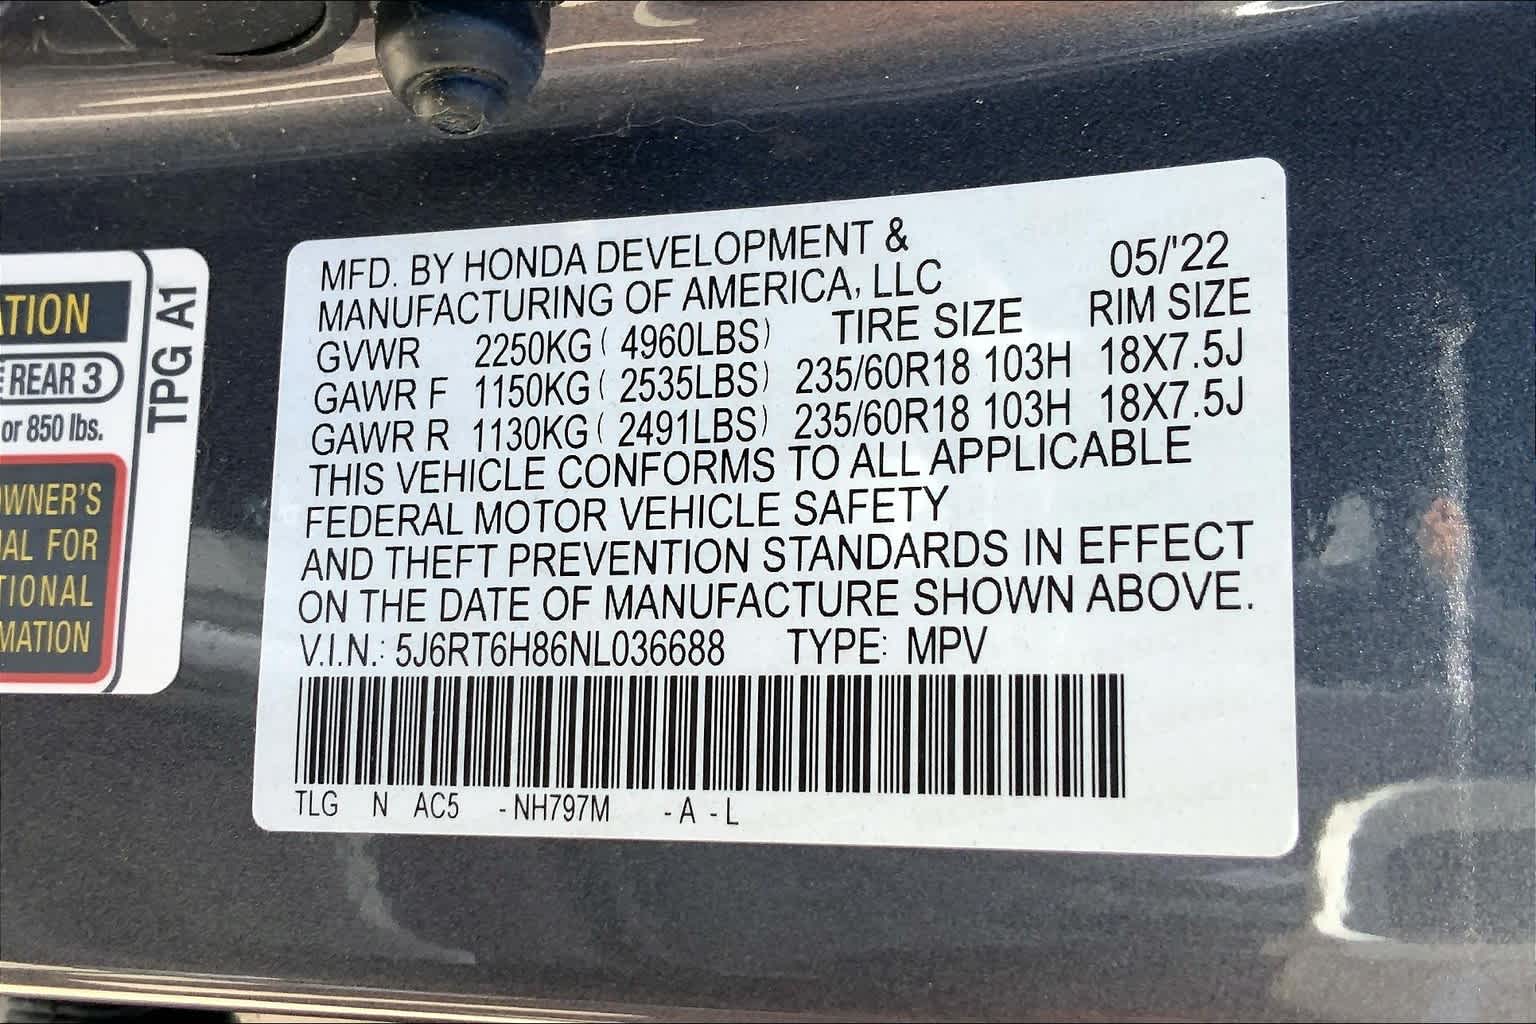 ATION
REAR 3
or 850 lbs.
OWNER'S
FOR
MATION
TPG A1
MFD. BY HONDA DEVELOPMENT &
MANUFACTURING OF AMERICA, LLC 05/'22
GVWR 2250KG ( 4960LBS) TIRE SIZE RIM SIZE
GAWR F 1150KG ( 2535LBS) 235/60R18 103H 18X7.5J
GAWR R 1130KG ( 2491LBS) 235/60R18 103H 18X7.5J
THIS VEHICLE CONFORMS TO ALL APPLICABLE
FEDERAL MOTOR VEHICLE SAFETY
AND THEFT PREVENTION STANDARDS IN EFFECT
ON THE DATE OF MANUFACTURE SHOWN ABOVE.
V.I.N.: 5J6RT6H86NL036688 TYPE: MPV
TLG N AC5 -NH797M -A -L